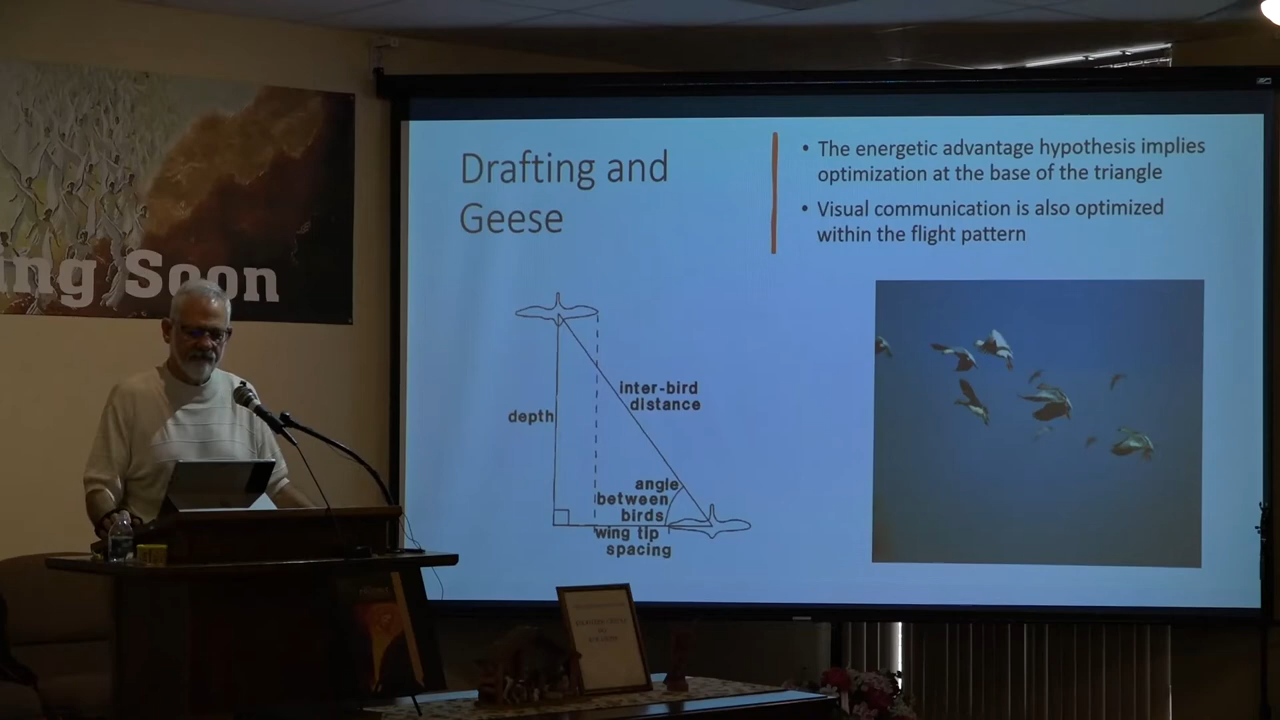 ng Soon
Drafting and
Geese
• The energetic advantage hypothesis implies
optimization at the base of the triangle
• Visual communication is also optimized
within the flight pattern
inter-bird
distance
depth
angle
between
birds
wing tip
spacing